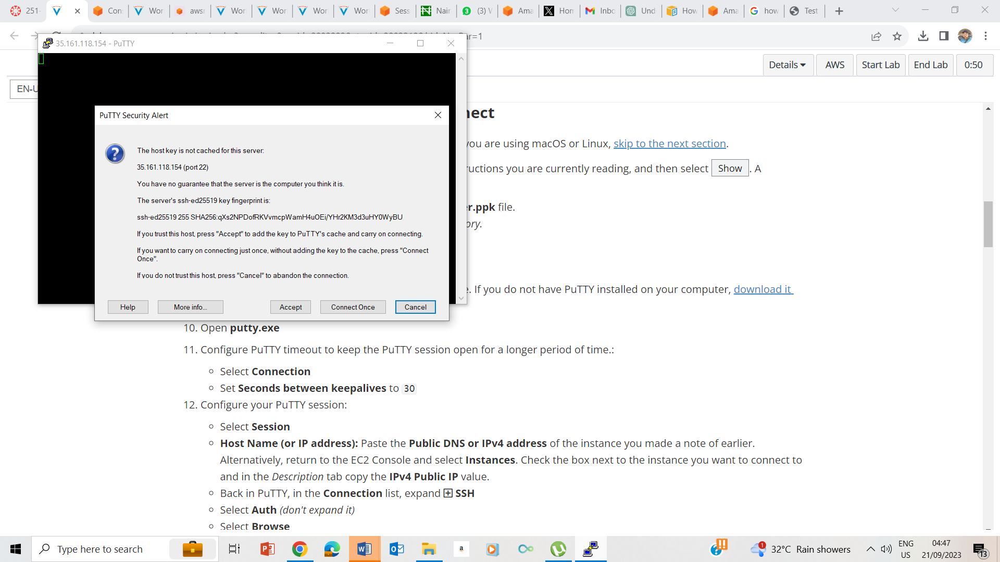 251-
Con
Wor
awsr
Wor
Wor
Wor
Wor
Sess
Nair
(3) V
Ama
Hom
Inbo
Und
How
Ama
how
Test
ar=1
35.161.118.154 - PuTTY
Details
AWS
Start Lab
End Lab
0:50
EN-U
PuTTY Security Alert
The host key is not cached for this server:
35.161.118.154 (port 22)
You have no guarantee that the server is the computer you think it is.
The server's ssh-ed25519 key fingerprint is:
ssh-ed25519 255 SHA256:qXs2NPDofRKVvmcpWamH4uOEi/YHr2KM3d3uHY0WyBU
If you trust this host, press "Accept" to add the key to PuTTY's cache and carry on connecting.
If you want to carry on connecting just once, without adding the key to the cache, press "Connect
Once".
If you do not trust this host, press "Cancel" to abandon the connection.
Help
More info...
Accept
Connect Once
Cancel
nect
you are using macOS or Linux, skip to the next section.
ructions you are currently reading, and then select Show . A
er.ppk file.
ory.
e. If you do not have PuTTY installed on your computer, download it
10. Open putty.exe
11. Configure PuTTY timeout to keep the PuTTY session open for a longer period of time.:
Select Connection
Set Seconds between keepalives to 30
12. Configure your PuTTY session:
Select Session
Host Name (or IP address): Paste the Public DNS or IPv4 address of the instance you made a note of earlier.
Alternatively, return to the EC2 Console and select Instances. Check the box next to the instance you want to connect to
and in the Description tab copy the IPv4 Public IP value.
Back in PuTTY, in the Connection list, expand SSH
Select Auth (don't expand it)
Select Browse
Type here to search
32°C Rain showers
ENG
US
04:47
21/09/2023
13